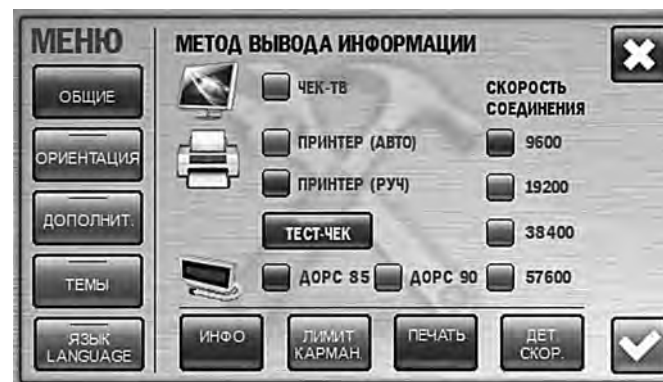 МЕНЮ
МЕТОД ВЫВОДА ИНФОРМАЦИИ
ОБЩИЕ
ОРИЕНТАЦИЯ
ДОПОЛНИТ.
ТЕМЫ
ЯЗЫК
LANGUAGE
ЧЕК-ТВ
ПРИНТЕР (АВТО)
ПРИНТЕР (РУЧ)
ТЕСТ-ЧЕК
ДОРС 85
ДОРС 90
СКОРОСТЬ
СОЕДИНЕНИЯ
9600
19200
38400
57600
ИНФО
ЛИМИТ
КАРМАН.
ПЕЧАТЬ
ДЕТ.
СКОР.